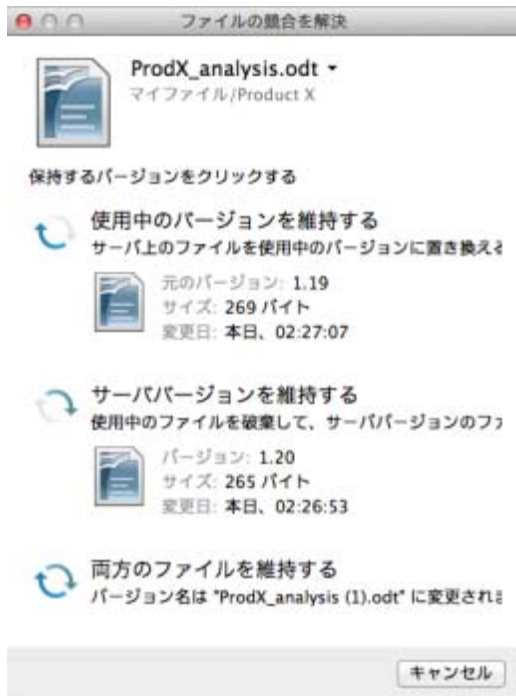 ファイルの競合を解決
ProdX_analysis.odt
マイファイル/Product X
保持するバージョンをクリックする
使用中のバージョンを維持する
サーバ上のファイルを使用中のバージョンに置き換え
元のバージョン: 1.19
サイズ: 269 バイト
変更日: 本日、02:27:07
サーババージョンを維持する
使用中のファイルを破棄して、サーババージョンのフ
バージョン: 1.20
サイズ: 265 バイト
変更日: 本日、02:26:53
両方のファイルを維持する
バージョン名は "ProdX_analysis (1).odt" に変更され
キャンセル